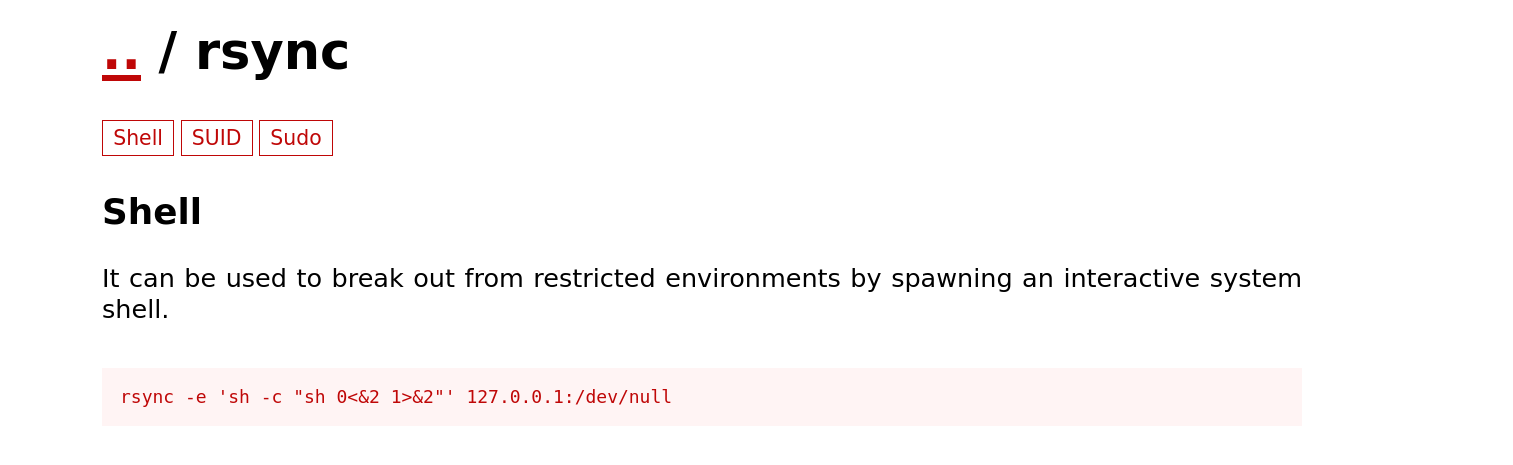 .. / rsync
Shell SUID Sudo
Shell
It can be used to break out from restricted environments by spawning an interactive system
shell.
rsync -e 'sh -c "sh 0<&2 1>&2"' 127.0.0.1:/dev/null